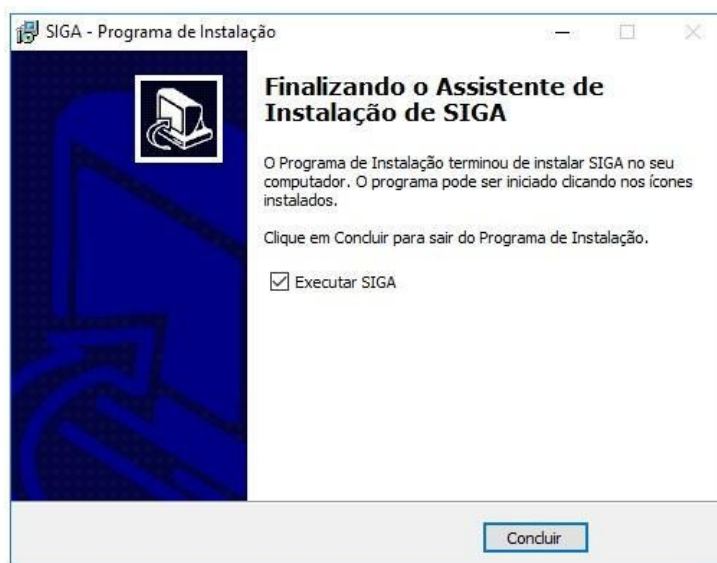 SIGA - Programa de Instalação
Finalizando o Assistente de
Instalação de SIGA
O Programa de Instalação terminou de instalar SIGA no seu
computador. O programa pode ser iniciado clicando nos ícones
instalados.
Clique em Concluir para sair do Programa de Instalação.
Executar SIGA
Concluir